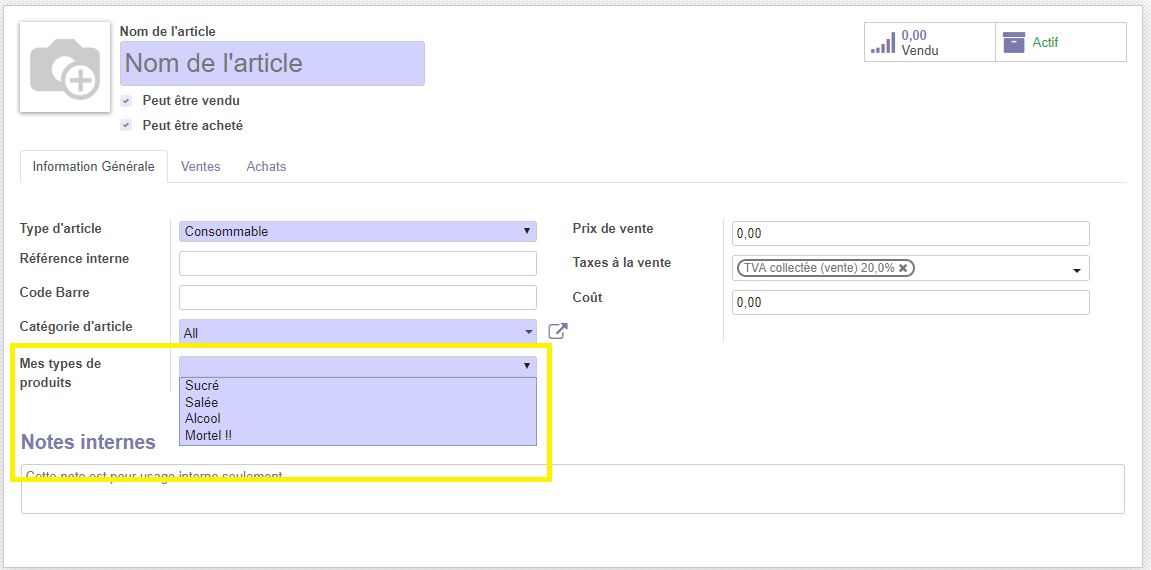 Nom de l'article
Nom de l'article
0,00
Vendu
Actif
Peut être vendu
Peut être acheté
Information Générale Ventes Achats
Type d'article
Consommable
Référence interne
Code Barre
Catégorie d'article
All
Mes types de
produits
Sucré
Salée
Alcool
Mortel !!
Prix de vente
0,00
Taxes à la vente
TVA collectée (vente) 20,0%
Coût
0,00
Notes internes
Cette note est pour usage interne seulement